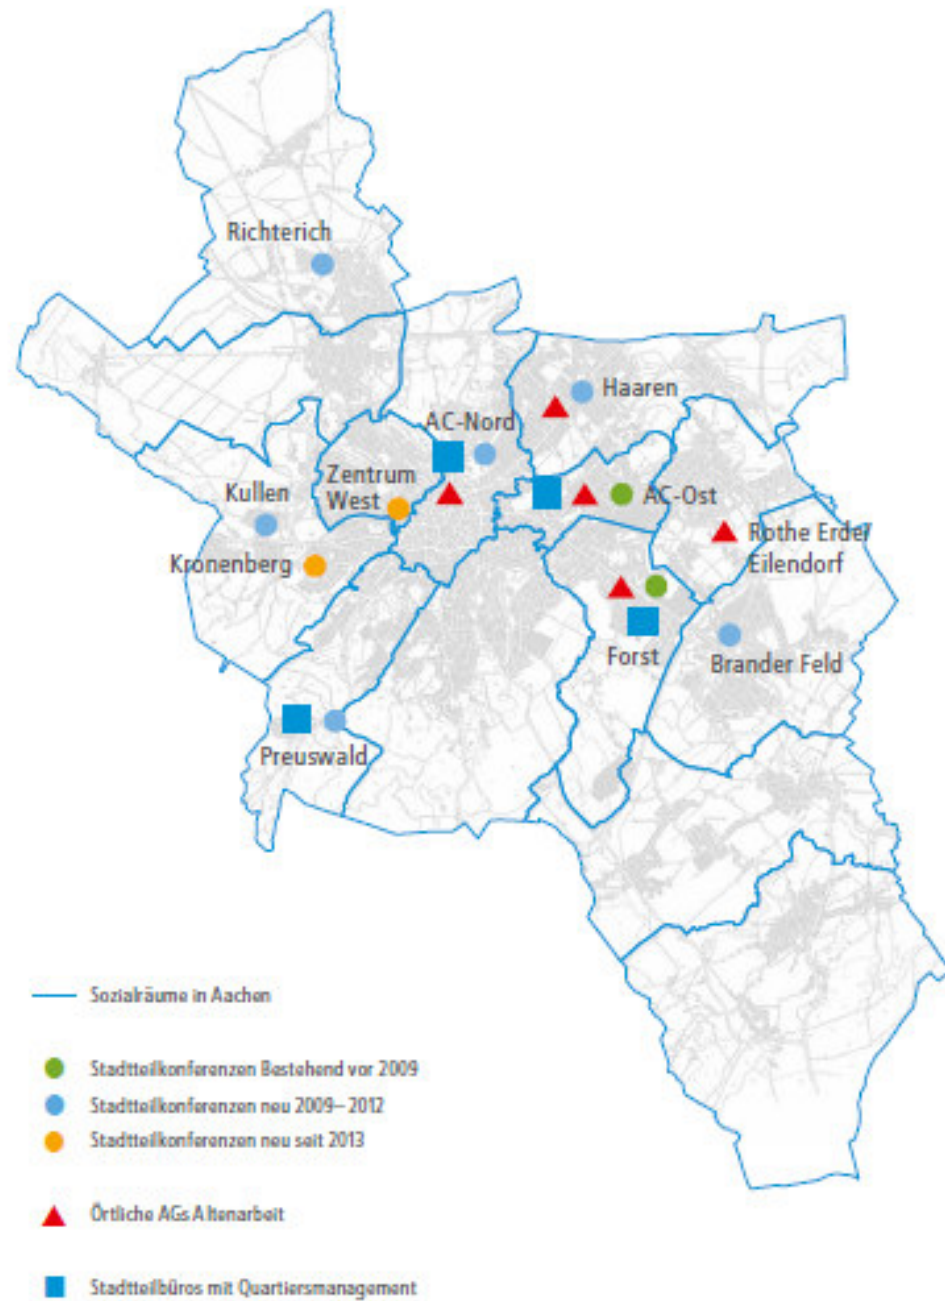 Richterich
Haaren
AC-Nord
Zentrum
West
Kullen
AC-Ost
Rothe Erde/
Eilendorf
Kronenberg
Forst
Brander Feld
Preuswald
Sozialräume in Aachen
Stadtteilkonferenzen Bestehend vor 2009
Stadtteilkonferenzen neu 2009–2012
Stadtteilkonferenzen neu seit 2013
Örtliche AGs Altenarbeit
Stadtteilbüros mit Quartiersmanagement